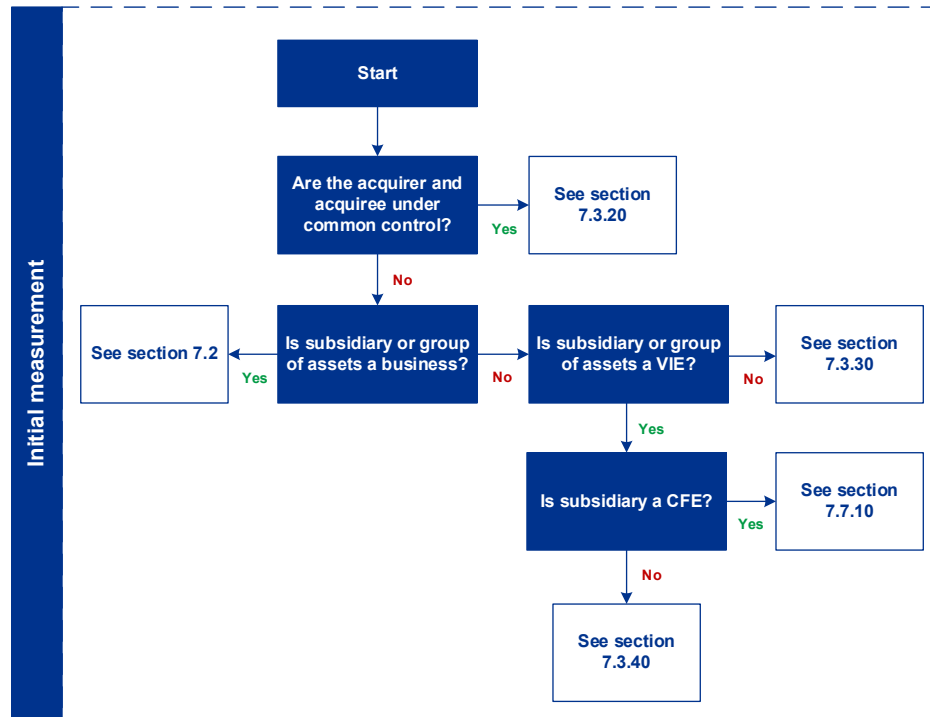 Initial measurement
Start
Are the acquirer and
acquiree under
common control?
Yes
See section
7.3.20
No
See section 7.2
Yes
Is subsidiary or group
of assets a business?
No
Is subsidiary or group
of assets a VIE?
No
See section
7.3.30
Yes
Is subsidiary a CFE?
Yes
See section
7.7.10
No
See section
7.3.40